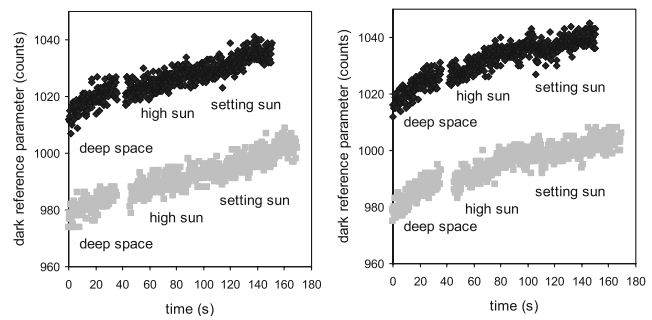 dark reference parameter (counts)
1040
1020
1000
980
960
high sun
setting sun
deep space
high sun
setting sun
deep space
0 20 40 60 80 100 120 140 160 180
time (s)
dark reference parameter (counts)
1040
1020
1000
980
960
high sun
setting sun
deep space
high sun
setting sun
deep space
0 20 40 60 80 100 120 140 160 180
time (s)